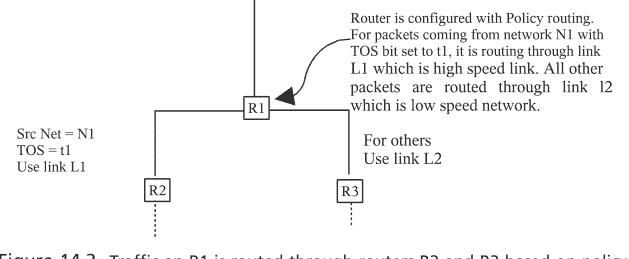 Router is configured with Policy routing.
For packets coming from network N1 with
TOS bit set to t1, it is routing through link
L1 which is high speed link. All other
packets are routed through link l2
which is low speed network.
R1
Src Net = N1
TOS = t1
Use link L1
For others
Use link L2
R2
R3
Figure 14.3 Traffic on R1 is routed through routers R2 and R3 based on policy